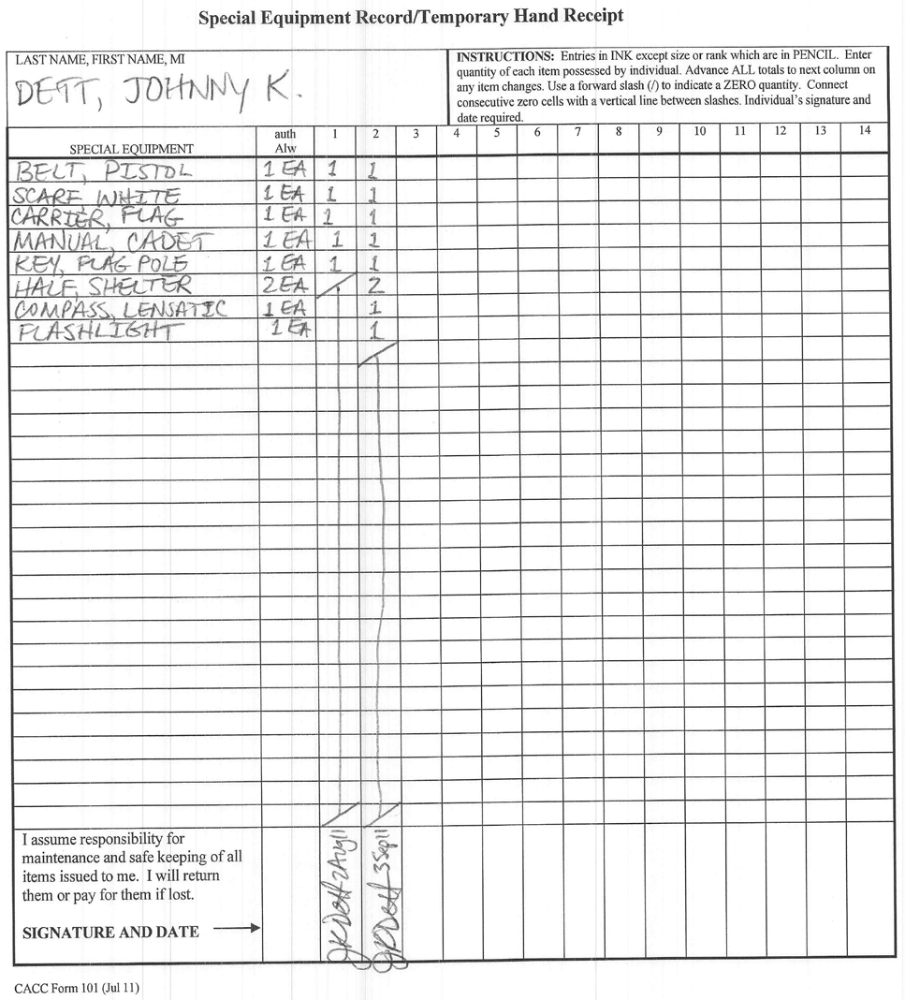 Special Equipment Record/Temporary Hand Receipt
LAST NAME, FIRST NAME, MI
DETT, JOHNNY K.
INSTRUCTIONS: Entries in INK except size or rank which are in PENCIL. Enter
quantity of each item possessed by individual. Advance ALL totals to next column on
any item changes. Use a forward slash (/) to indicate a ZERO quantity. Connect
consecutive zero cells with a vertical line between slashes. Individual's signature and
date required.
SPECIAL EQUIPMENT auth Alw 1 2 3 4 5 6 7 8 9 10 11 12 13 14
BELT, PISTOL 1 EA 1 1
SCARF WHITE 1 EA 1 1
CARRIER, FLAG 1 EA 1 1
MANUAL, CADET 1 EA 1 1
KEY, FLAG POLE 1 EA 1 1
HALF, SHELTER 2 EA / 2
COMPASS, LENSATIC 1 EA 1
FLASHLIGHT 1 EA 1
I assume responsibility for
maintenance and safe keeping of all
items issued to me. I will return
them or pay for them if lost.
SIGNATURE AND DATE
JKDett 2Aug11
JKDett 3Sep11
CACC Form 101 (Jul 11)